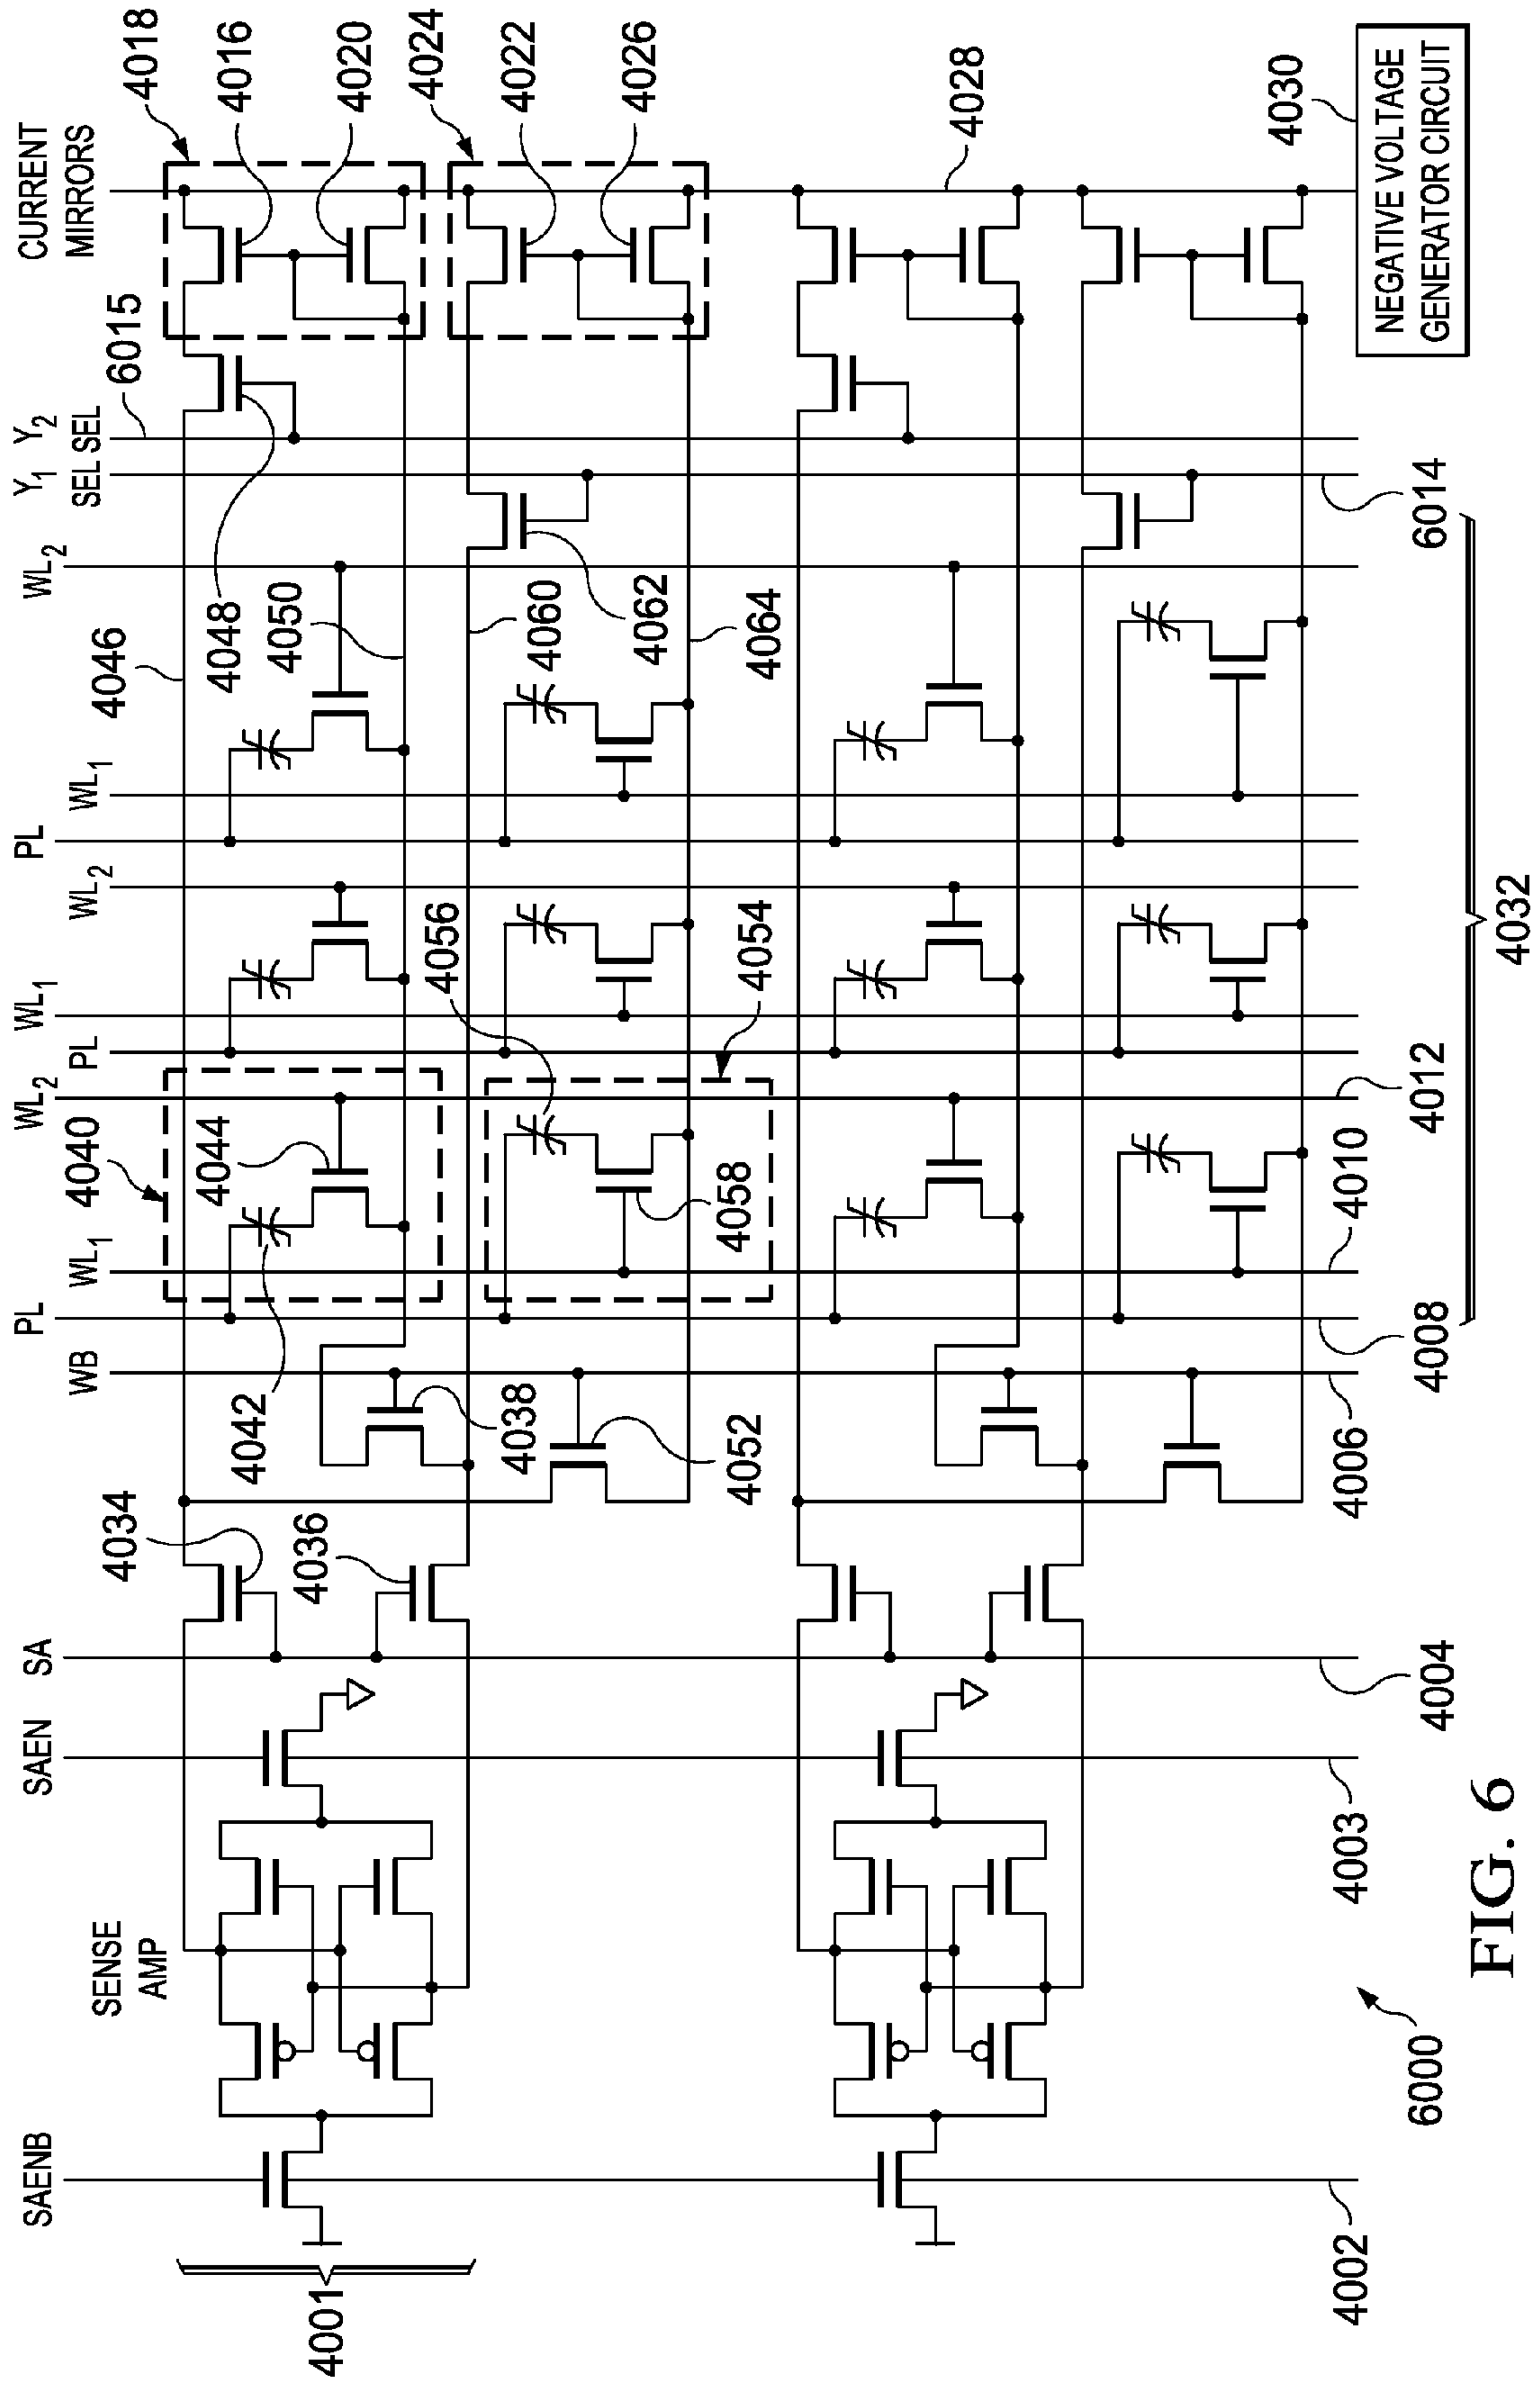 CURRENT
MIRRORS
4018
4016
4020
4024
4022
4026
4028
4030
NEGATIVE VOLTAGE
GENERATOR CIRCUIT
6015
Y2
SEL
Y1
SEL
6014
WL2
4046
4048
4050
4060
4062
4064
WL1
PL
WL2
4056
4054
4032
WL1
PL
WL2
4040
4044
4058
4012
4010
WL1
PL
4042
4008
WB
4038
4052
4006
4034
4036
SA
4004
SAEN
4003
SENSE
AMP
SAENB
4001
4002
6000
FIG. 6